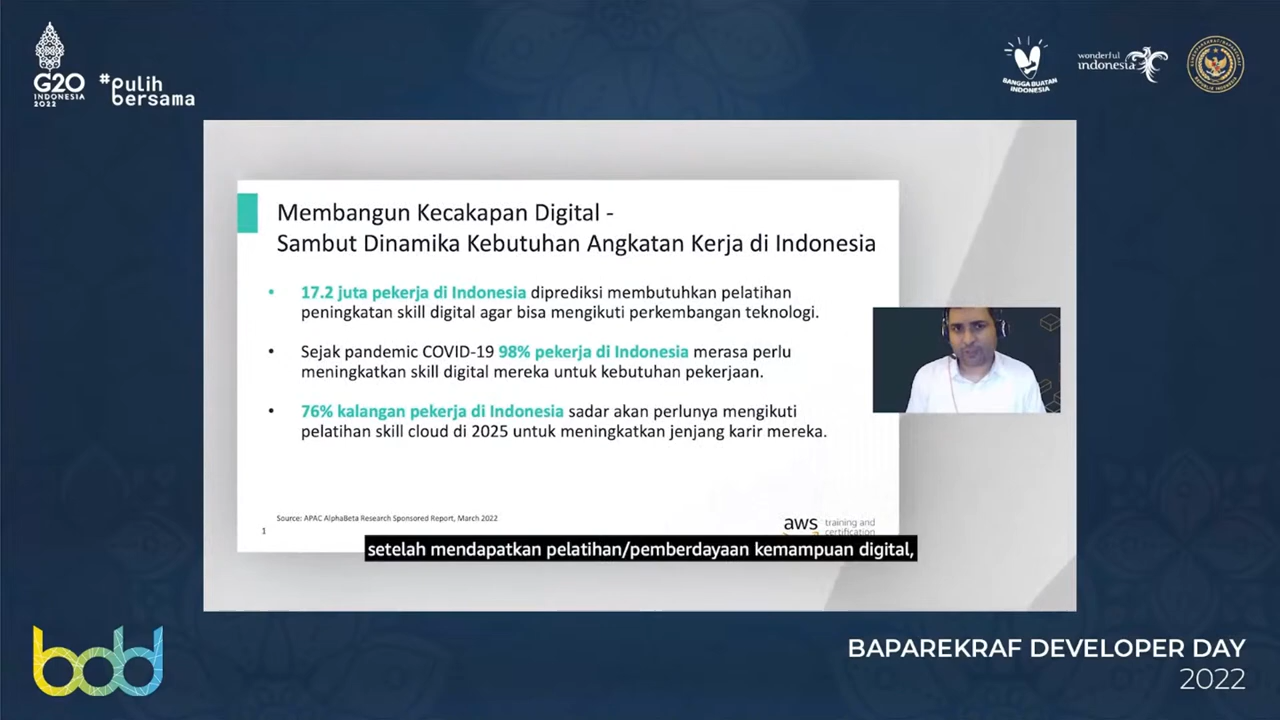 G20
INDONESIA
2022
#pulih
bersama
BANGGA BUATAN
INDONESIA
wonderful
indonesia
Membangun Kecakapan Digital -
Sambut Dinamika Kebutuhan Angkatan Kerja di Indonesia
• 17.2 juta pekerja di Indonesia diprediksi membutuhkan pelatihan
peningkatan skill digital agar bisa mengikuti perkembangan teknologi.
• Sejak pandemic COVID-19 98% pekerja di Indonesia merasa perlu
meningkatkan skill digital mereka untuk kebutuhan pekerjaan.
• 76% kalangan pekerja di Indonesia sadar akan perlunya mengikuti
pelatihan skill cloud di 2025 untuk meningkatkan jenjang karir mereka.
Source: APAC AlphaBeta Research Sponsored Report, March 2022
1
aws training and
certification
setelah mendapatkan pelatihan/pemberdayaan kemampuan digital,
bdd
BAPAREKRAF DEVELOPER DAY
2022